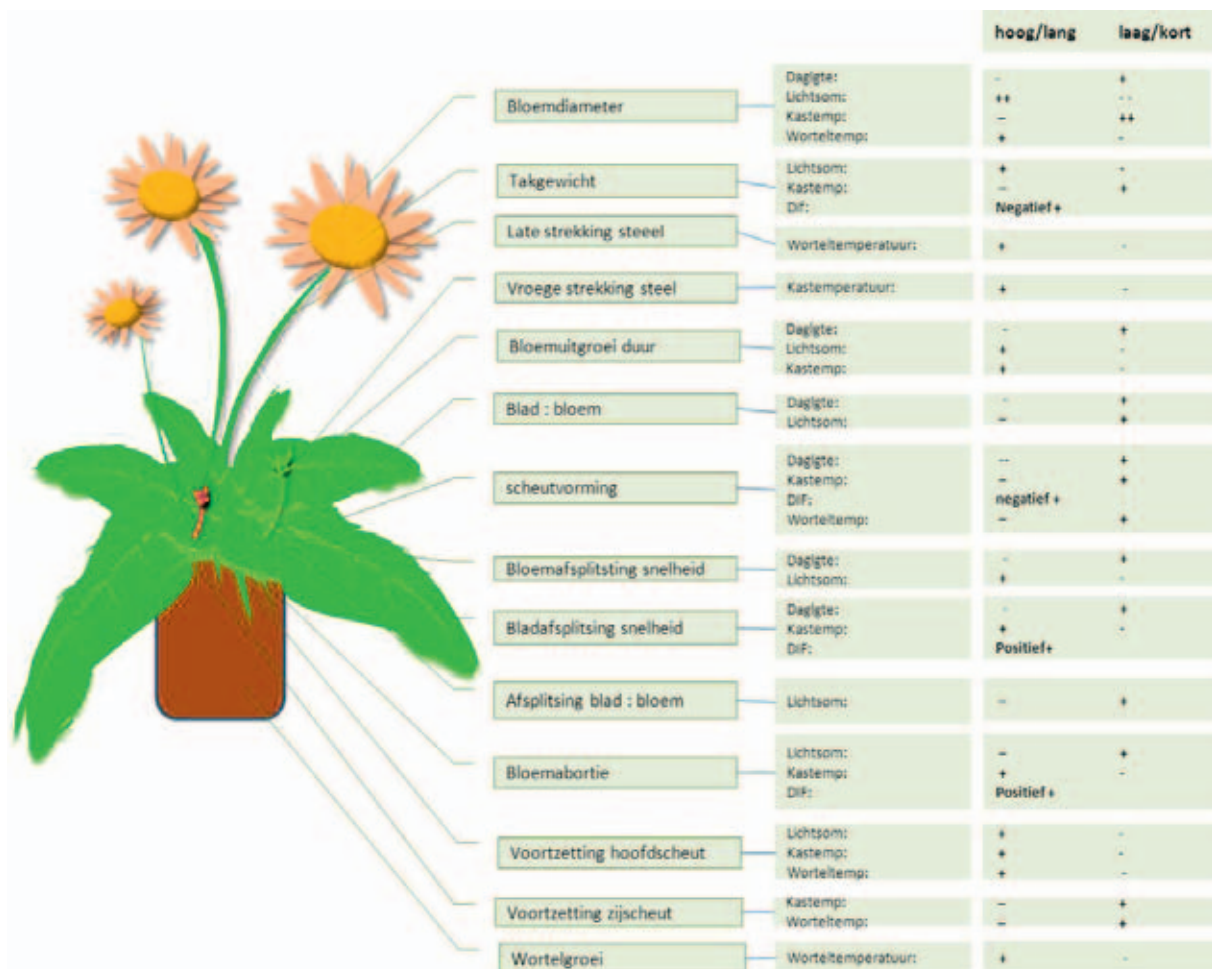 hoog/lang laag/kort
Bloemdiameter
Daglgte: - +
Lichtsom: ++ --
Kastemp: – ++
Worteltemp: + -
Takgewicht
Lichtsom: + -
Kastemp: – +
Dif: Negatief +
Late strekking steeel
Worteltemperatuur: + -
Vroege strekking steel
Kastemperatuur: + -
Bloemuitgroei duur
Daglgte: - +
Lichtsom: + -
Kastemp: + -
Blad : bloem
Daglgte: - +
Lichtsom: – +
scheutvorming
Daglgte: -- +
Kastemp: – +
DIF: negatief +
Worteltemp: – +
Bloemafsplitsting snelheid
Daglgte: - +
Lichtsom: + -
Bladafsplitsing snelheid
Daglgte: - +
Kastemp: + -
DIF: Positief+
Afsplitsing blad : bloem
Lichtsom: – +
Bloemabortie
Lichtsom: – +
Kastemp: + -
DIF: Positief +
Voortzetting hoofdscheut
Lichtsom: + -
Kastemp: + -
Worteltemp: + -
Voortzetting zijscheut
Kastemp: – +
Worteltemp: – +
Wortelgroei
Worteltemperatuur: + -